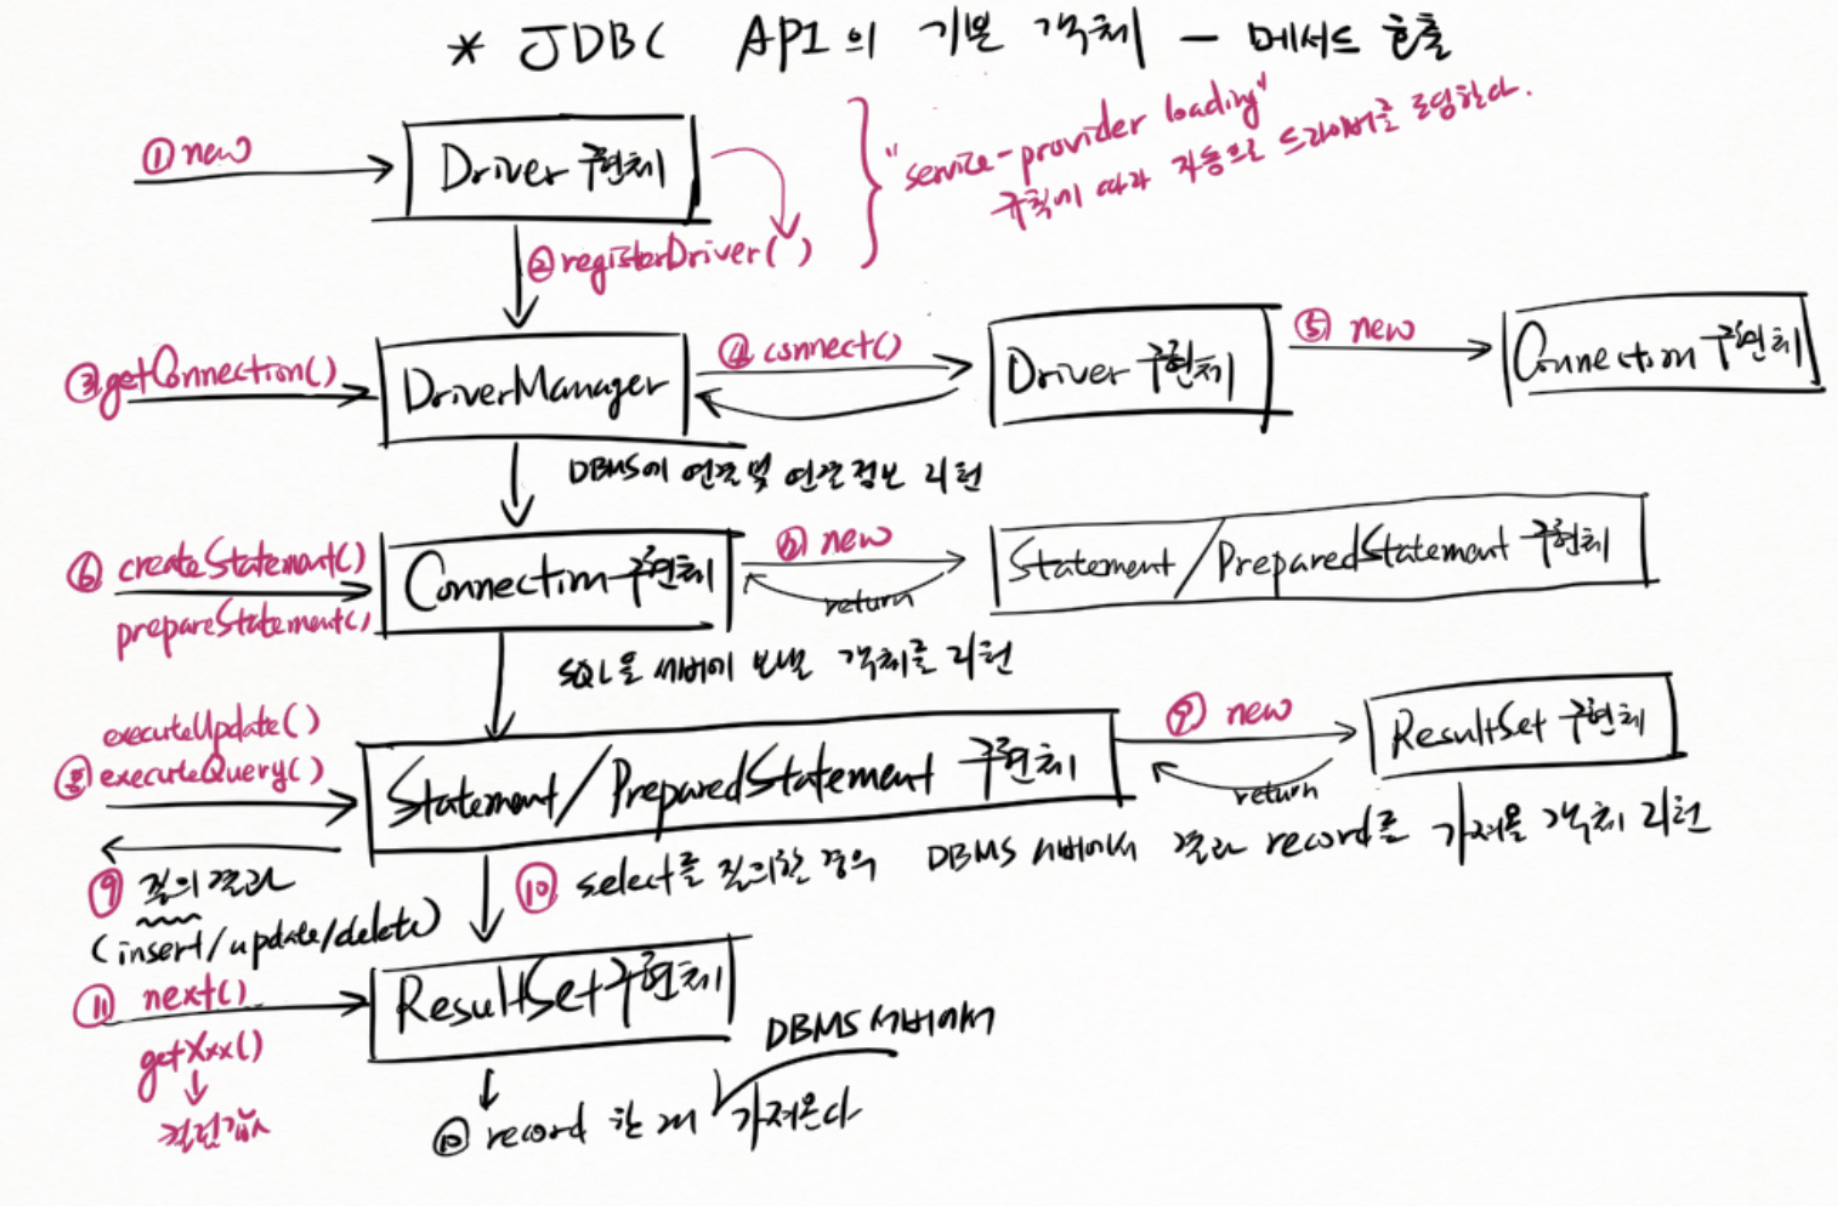 * JDBC API의 기본 객체 — 메서드 호출
① new
Driver 구현체
② registerDriver( )
"service-provider loading"
규칙에 따라 자동으로 드라이버를 로딩한다.
③ getConnection()
DriverManager
④ connect()
Driver 구현체
⑤ new
Connection 구현체
DBMS에 연결 및 연결정보 리턴
⑥ createStatement()
prepareStatement()
Connection 구현체
new
return
Statement/PreparedStatement 구현체
SQL을 서버에 보낼 객체를 리턴
executeUpdate()
⑧ executeQuery()
Statement/PreparedStatement 구현체
⑨ new
return
ResultSet 구현체
⑨ 질의결과
(insert/update/delete)
⑩ select를 질의한 경우 DBMS 서버에서 결과 record를 가져올 객체 리턴
⑪ next()
getXxx()
↓
컬럼값
ResultSet 구현체
DBMS 서버에서
record 한 개 가져온다